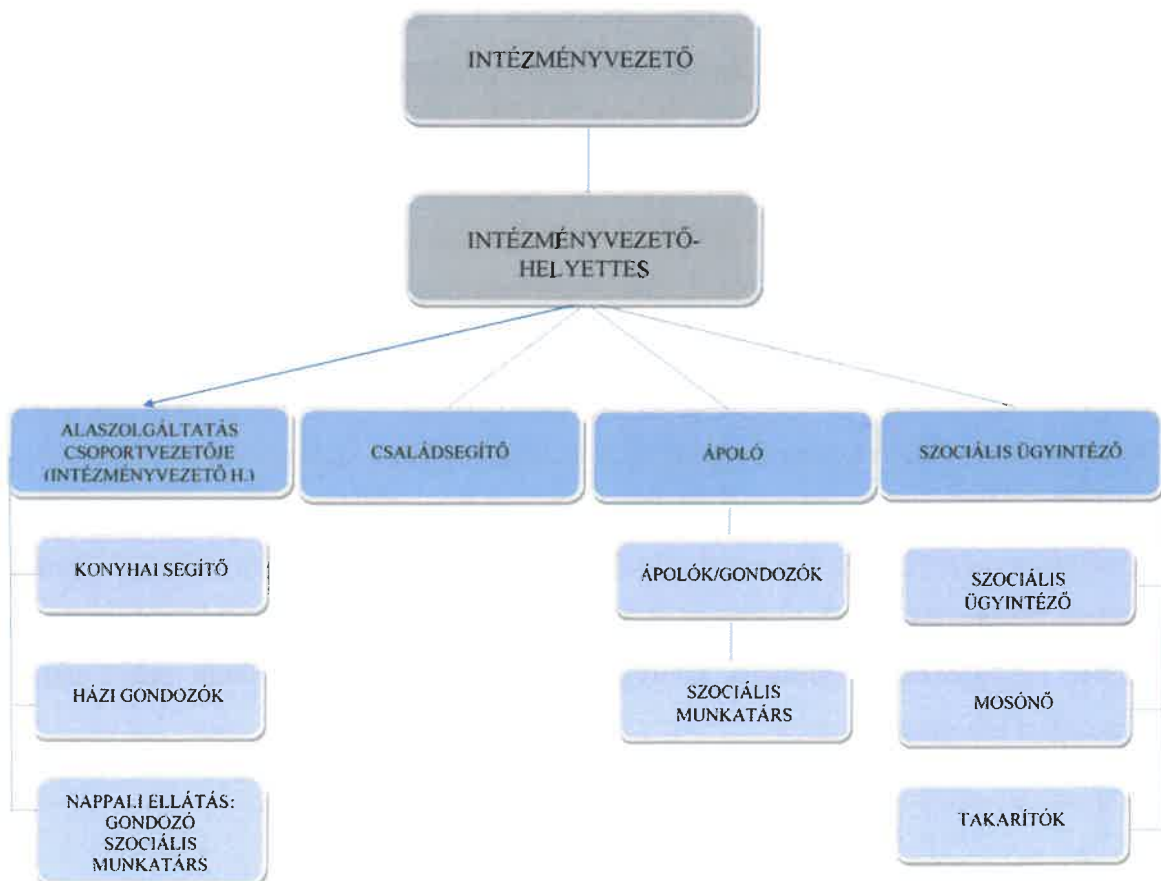 INTÉZMÉNYVEZETŐ
INTÉZMÉNYVEZETŐ-
HELYETTES
ALASZOLGÁLTATÁS
CSOPORTVEZETŐJE
(INTÉZMÉNYVEZETŐ H.)
CSALÁDSEGÍTŐ
ÁPOLÓ
SZOCIÁLIS ÜGYINTÉZŐ
KONYHAI SEGÍTŐ
ÁPOLÓK/GONDOZÓK
SZOCIÁLIS
ÜGYINTÉZŐ
HÁZI GONDOZÓK
SZOCIÁLIS
MUNKATÁRS
MOSÓNŐ
NAPPALI ELLÁTÁS:
GONDOZÓ
SZOCIÁLIS
MUNKATÁRS
TAKARÍTÓK